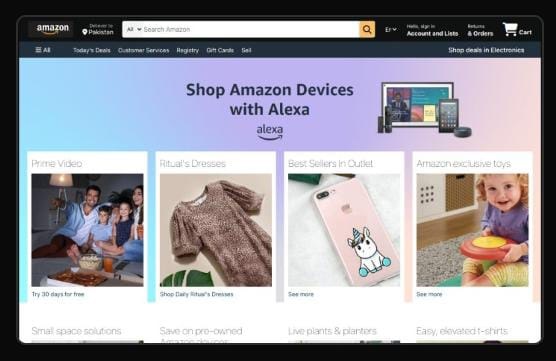 amazon
Deliver to
Pakistan
All
Search Amazon
Er
Hello, sign in
Account and Lists
Returns
& Orders
Cart
All
Today's Deals
Customer Services
Registry
Gift Cards
Sell
Shop deals in Electronics
Shop Amazon Devices
with Alexa
alexa
Prime Video
Ritual's Dresses
Best Sellers In Outlet
Amazon exclusive toys
Try 30 days for free
Shop Daily Ritual's Dresses
See more
See more
Small space solutions
Save on pre-owned
Amazon devices
Live plants & planters
Easy, elevated t-shirts